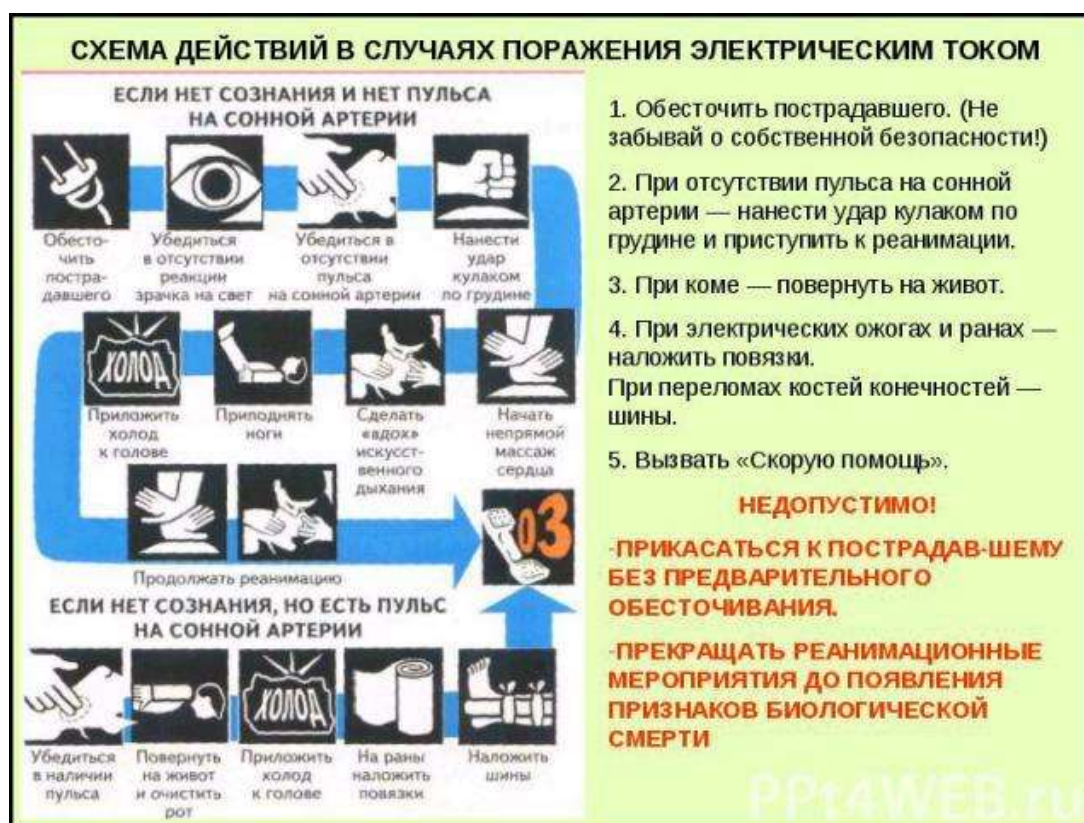 СХЕМА ДЕЙСТВИЙ В СЛУЧАЯХ ПОРАЖЕНИЯ ЭЛЕКТРИЧЕСКИМ ТОКОМ
ЕСЛИ НЕТ СОЗНАНИЯ И НЕТ ПУЛЬСА
НА СОННОЙ АРТЕРИИ
Обесто-
чить
постра-
давшего
Убедиться
в отсутствии
реакции
зрачка на свет
Убедиться в
отсутствии
пульса
на сонной артерии
Нанести
удар
кулаком
по грудине
ХОЛОД
Приложить
холод
к голове
Приподнять
ноги
Сделать
«вдох»
искусст-
венного
дыхания
Начать
непрямой
массаж
сердца
03
Продолжать реанимацию
ЕСЛИ НЕТ СОЗНАНИЯ, НО ЕСТЬ ПУЛЬС
НА СОННОЙ АРТЕРИИ
Убедиться
в наличии
пульса
Повернуть
на живот
и очистить
рот
ХОЛОД
Приложить
холод
к голове
На раны
наложить
повязки
Наложить
шины
1. Обесточить пострадавшего. (Не
забывай о собственной безопасности!)
2. При отсутствии пульса на сонной
артерии — нанести удар кулаком по
грудине и приступить к реанимации.
3. При коме — повернуть на живот.
4. При электрических ожогах и ранах —
наложить повязки.
При переломах костей конечностей —
шины.
5. Вызвать «Скорую помощь».
НЕДОПУСТИМО!
-ПРИКАСАТЬСЯ К ПОСТРАДАВ-ШЕМУ
БЕЗ ПРЕДВАРИТЕЛЬНОГО
ОБЕСТОЧИВАНИЯ.
-ПРЕКРАЩАТЬ РЕАНИМАЦИОННЫЕ
МЕРОПРИЯТИЯ ДО ПОЯВЛЕНИЯ
ПРИЗНАКОВ БИОЛОГИЧЕСКОЙ
СМЕРТИ
PPt4WEB.ru